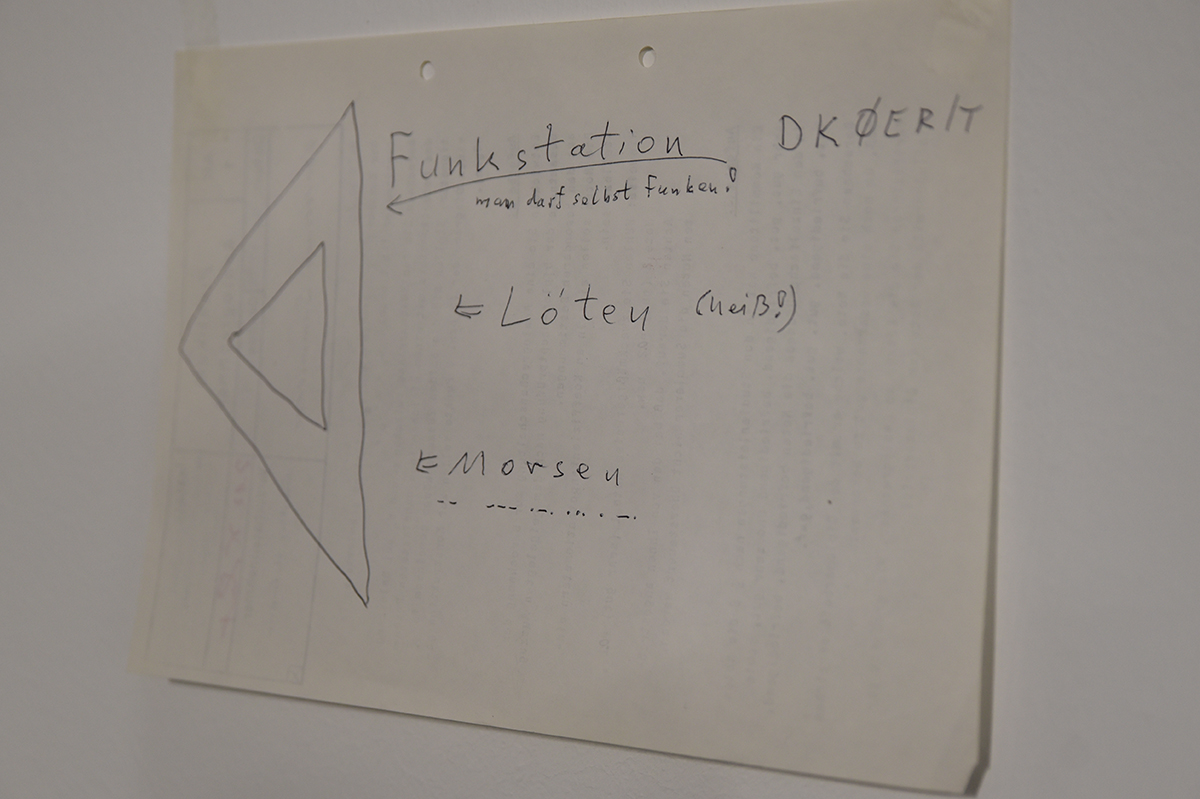 Funkstation DKØER/T
man darf selbst Funken!
⇐ Löten (heiß!)
⇐ Morsen
-- --- .-. ... . -.